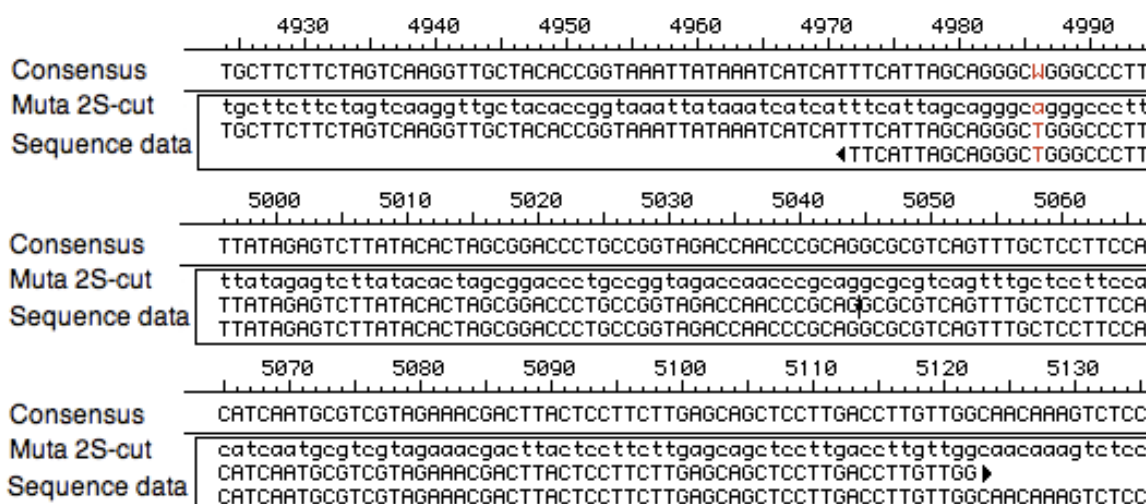 4930 4940 4950 4960 4970 4980 4990
Consensus TGCTTCTTCTAGTCAAGGTTGCTACACCGGTAAATTATAAATCATCATTTCATTAGCAGGGCWGGGCCCTT
Muta 2S-cut tgcttcttctagtcaaggttgctacaccggtaaattataaatcatcatttcattagcagggcagggccctt
Sequence data TGCTTCTTCTAGTCAAGGTTGCTACACCGGTAAATTATAAATCATCATTTCATTAGCAGGGCTGGGCCCTT
TTCATTAGCAGGGCTGGGCCCTT
5000 5010 5020 5030 5040 5050 5060
Consensus TTATAGAGTCTTATACACTAGCGGACCCTGCCGGTAGACCAACCCGCAGGCGCGTCAGTTTGCTCCTTCCA
Muta 2S-cut ttatagagtcttatacactagcggaccctgccggtagaccaacccgcaggcgcgtcagtttgctccttcca
Sequence data TTATAGAGTCTTATACACTAGCGGACCCTGCCGGTAGACCAACCCGCAGGCGCGTCAGTTTGCTCCTTCCA
TTATAGAGTCTTATACACTAGCGGACCCTGCCGGTAGACCAACCCGCAGGCGCGTCAGTTTGCTCCTTCCA
5070 5080 5090 5100 5110 5120 5130
Consensus CATCAATGCGTCGTAGAAACGACTTACTCCTTCTTGAGCAGCTCCTTGACCTTGTTGGCAACAAAGTCTCC
Muta 2S-cut catcaatgcgtcgtagaaacgacttactccttcttgagcagctccttgaccttgttggcaacaaagtctcc
Sequence data CATCAATGCGTCGTAGAAACGACTTACTCCTTCTTGAGCAGCTCCTTGACCTTGTTGG
CATCAATGCGTCGTAGAAACGACTTACTCCTTCTTGAGCAGCTCCTTGACCTTGTTGGCAACAAAGTCTCC